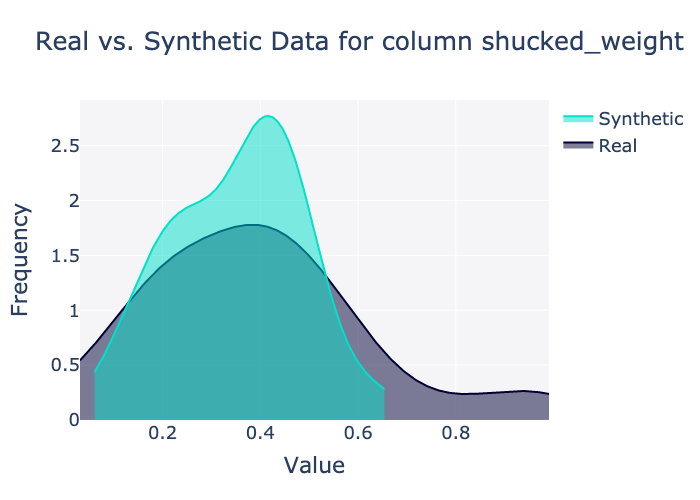 Real vs. Synthetic Data for column shucked_weight
Synthetic
Real
2.5
2
1.5
1
0.5
0
Frequency
0.2
0.4
0.6
0.8
Value